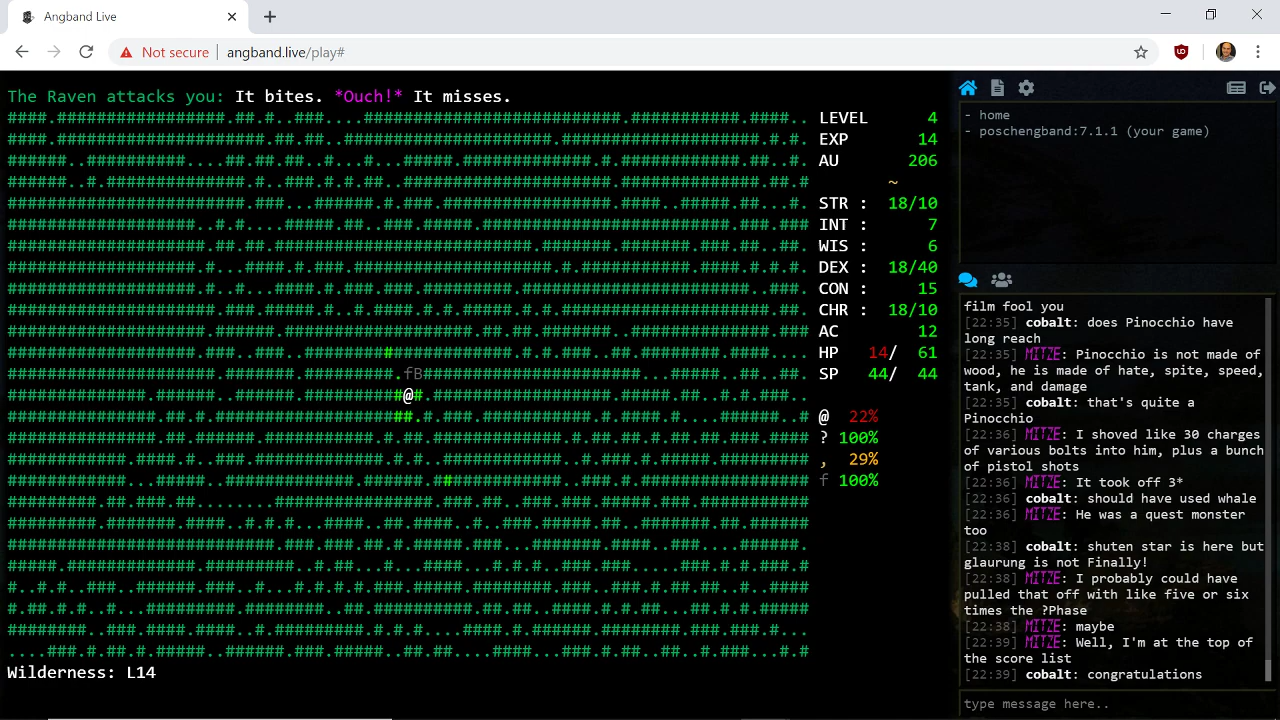 Angband Live
Not secure
angband.live/play#
The Raven attacks you: It bites. *Ouch!* It misses.
LEVEL 4
EXP 14
AU 206
~
STR : 18/10
INT : 7
WIS : 6
DEX : 18/40
CON : 15
CHR : 18/10
AC 12
HP 14/ 61
SP 44/ 44
fB
@
@ 22%
? 100%
, 29%
f 100%
Wilderness: L14
- home
- poschengband:7.1.1 (your game)
film fool you
[22:35] cobalt: does Pinocchio have
long reach
[22:35] MITZE: Pinocchio is not made of
wood, he is made of hate, spite, speed,
tank, and damage
[22:35] cobalt: that's quite a
Pinocchio
[22:36] MITZE: I shoved like 30 charges
of various bolts into him, plus a bunch
of pistol shots
[22:36] MITZE: It took off 3*
[22:36] cobalt: should have used whale
[22:36] MITZE: He was a quest monster
too
[22:38] cobalt: shuten star is here but
glaurung is not Finally!
[22:38] MITZE: I probably could have
pulled that off with like five or six
times the ?Phase
[22:38] MITZE: maybe
[22:39] MITZE: Well, I'm at the top of
the score list
[22:39] cobalt: congratulations
type message here..